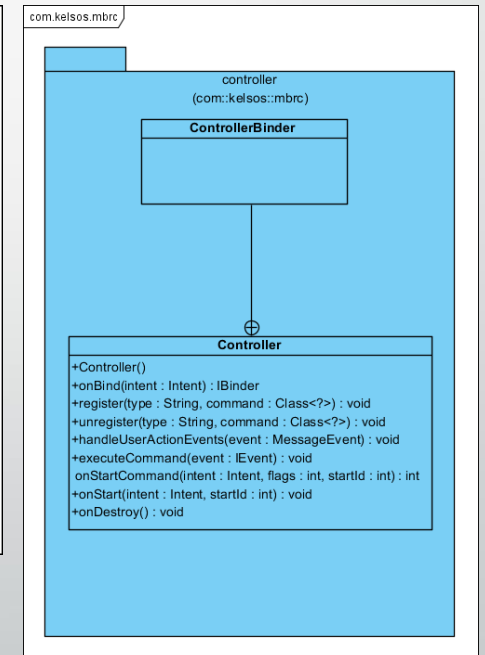 com.kelsos.mbrc
controller
(com::kelsos::mbrc)
ControllerBinder
Controller
+Controller()
+onBind(intent : Intent) : IBinder
+register(type : String, command : Class<?>) : void
+unregister(type : String, command : Class<?>) : void
+handleUserActionEvents(event : MessageEvent) : void
+executeCommand(event : IEvent) : void
onStartCommand(intent : Intent, flags : int, startId : int) : int
+onStart(intent : Intent, startId : int) : void
+onDestroy() : void